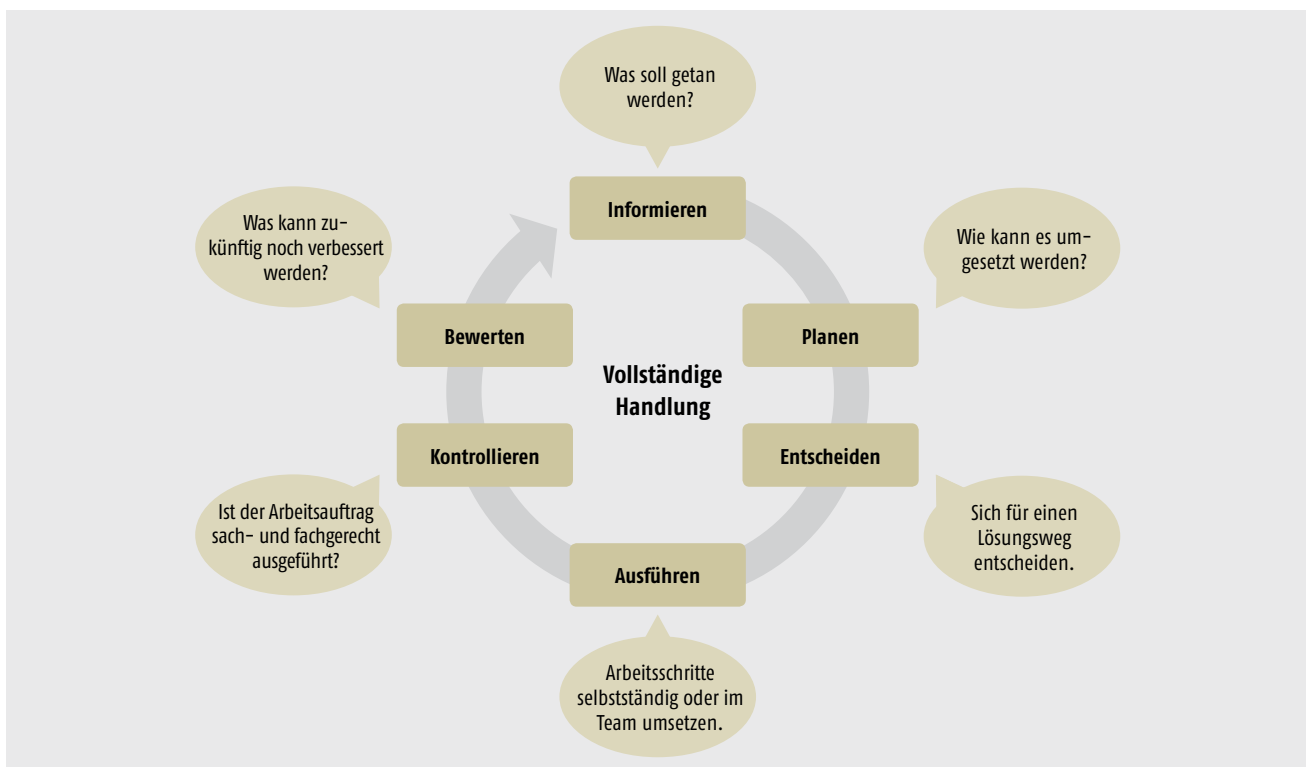 Was soll getan
werden?
Informieren
Wie kann es um-
gesetzt werden?
Planen
Entscheiden
Sich für einen
Lösungsweg
entscheiden.
Ausführen
Arbeitsschritte
selbstständig oder im
Team umsetzen.
Kontrollieren
Ist der Arbeitsauftrag
sach- und fachgerecht
ausgeführt?
Bewerten
Was kann zu-
künftig noch verbessert
werden?
Vollständige
Handlung